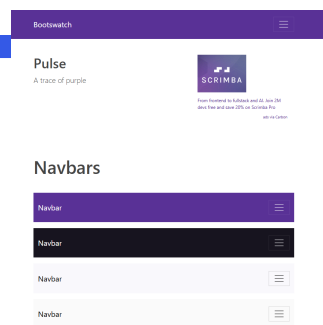 Bootswatch
Pulse
A trace of purple
SCRIMBA
From frontend to fullstack and AI. Join 2M
devs free and save 20% on Scrimba Pro
ads via Carbon
Navbars
Navbar
Navbar
Navbar
Navbar